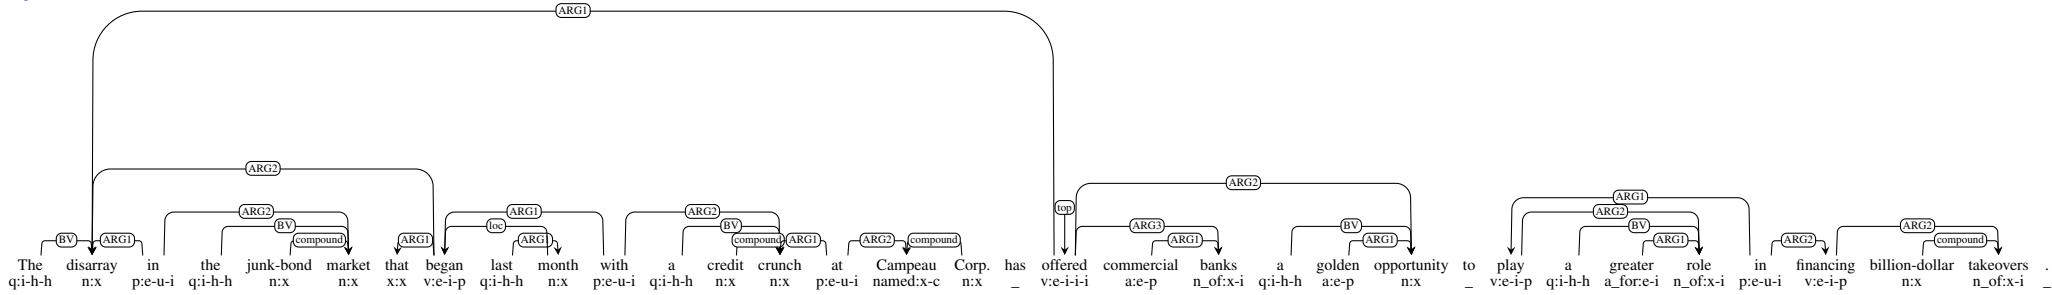 ARG1
ARG2
ARG2
top
ARG1
ARG2 ARG1 ARG2 ARG2
BV loc BV ARG3 BV BV ARG2
BV ARG1 compound ARG1 ARG1 compound ARG1 ARG2 compound ARG1 ARG1 ARG1 ARG2 compound
The disarray in the junk-bond market that began last month with a credit crunch at Campeau Corp. has offered commercial banks a golden opportunity to play a greater role in financing billion-dollar takeovers .
q:i-h-h n:x p:e-u-i q:i-h-h n:x n:x x:x v:e-i-p q:i-h-h n:x p:e-u-i q:i-h-h n:x n:x p:e-u-i named:x-c n:x _ v:e-i-i-i a:e-p n_of:x-i q:i-h-h a:e-p n:x _ v:e-i-p q:i-h-h a_for:e-i n_of:x-i p:e-u-i v:e-i-p n:x n_of:x-i _